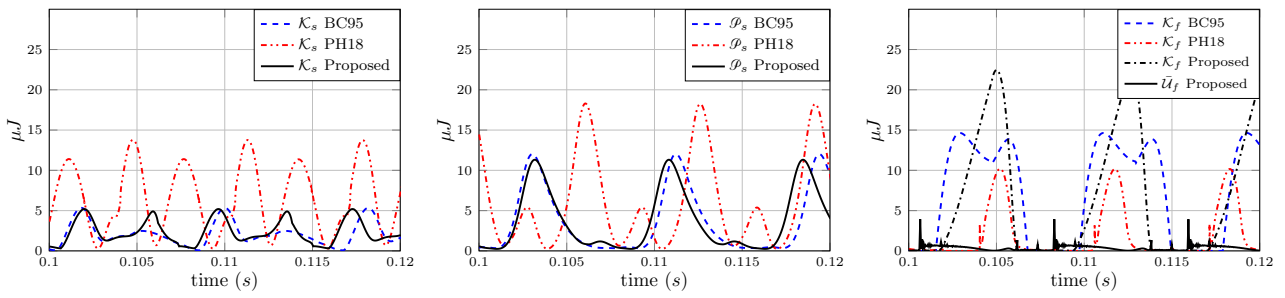 30
25
20
15
10
5
0
μJ
0.1 0.105 0.11 0.115 0.12
time (s)
𝒦s BC95
𝒦s PH18
𝒦s Proposed
25
20
15
10
5
0
μJ
0.1 0.105 0.11 0.115 0.12
time (s)
𝒫s BC95
𝒫s PH18
𝒫s Proposed
25
20
15
10
5
0
μJ
0.1 0.105 0.11 0.115 0.12
time (s)
𝒦f BC95
𝒦f PH18
𝒦f Proposed
𝒰̄f Proposed